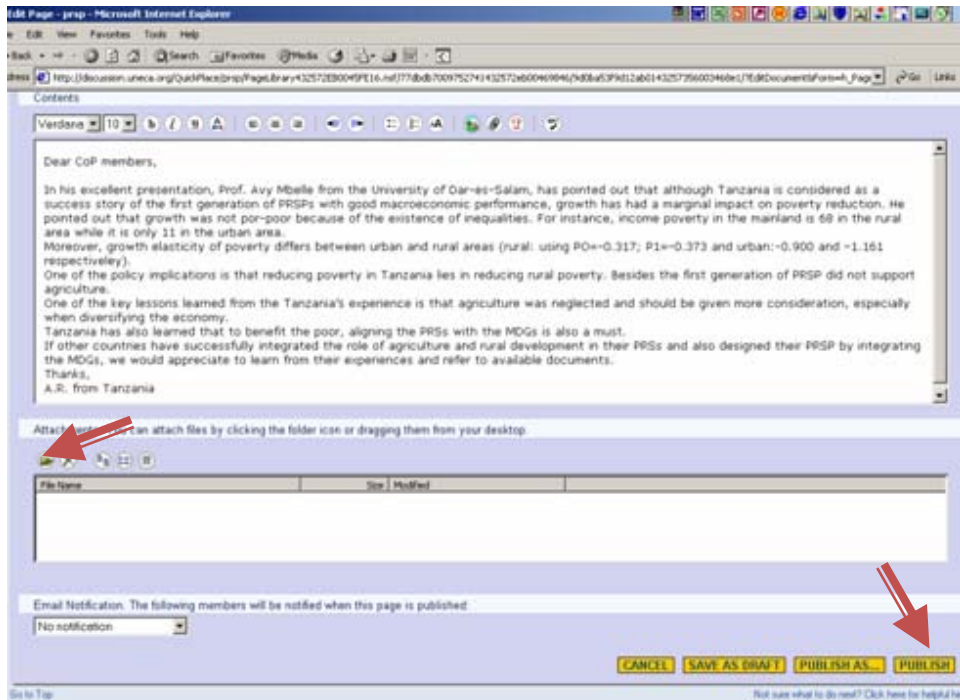 Edit Page - prsp - Microsoft Internet Explorer
Edit View Favorites Tools Help
Back Search Favorites Media
Go Links
Contents
Verdana 10
Dear CoP members,
In his excellent presentation, Prof. Avy Mbelle from the University of Dar-es-Salam, has pointed out that although Tanzania is considered as a
success story of the first generation of PRSPs with good macroeconomic performance, growth has had a marginal impact on poverty reduction. He
pointed out that growth was not por-poor because of the existence of inequalities. For instance, income poverty in the mainland is 68 in the rural
area while it is only 11 in the urban area.
Moreover, growth elasticity of poverty differs between urban and rural areas (rural: using PO=-0.317; P1=-0.373 and urban:-0.900 and -1.161
respectiveley).
One of the policy implications is that reducing poverty in Tanzania lies in reducing rural poverty. Besides the first generation of PRSP did not support
agriculture.
One of the key lessons learned from the Tanzania's experience is that agriculture was neglected and should be given more consideration, especially
when diversifying the economy.
Tanzania has also learned that to benefit the poor, aligning the PRSs with the MDGs is also a must.
If other countries have successfully integrated the role of agriculture and rural development in their PRSs and also designed their PRSP by integrating
the MDGs, we would appreciate to learn from their experiences and refer to available documents.
Thanks,
A.R. from Tanzania
can attach files by clicking the folder icon or dragging them from your desktop.
File Name Size Modified
Email Notification. The following members will be notified when this page is published:
No notification
CANCEL SAVE AS DRAFT PUBLISH AS... PUBLISH
Go to Top Not sure what to do next? Click here for helpful